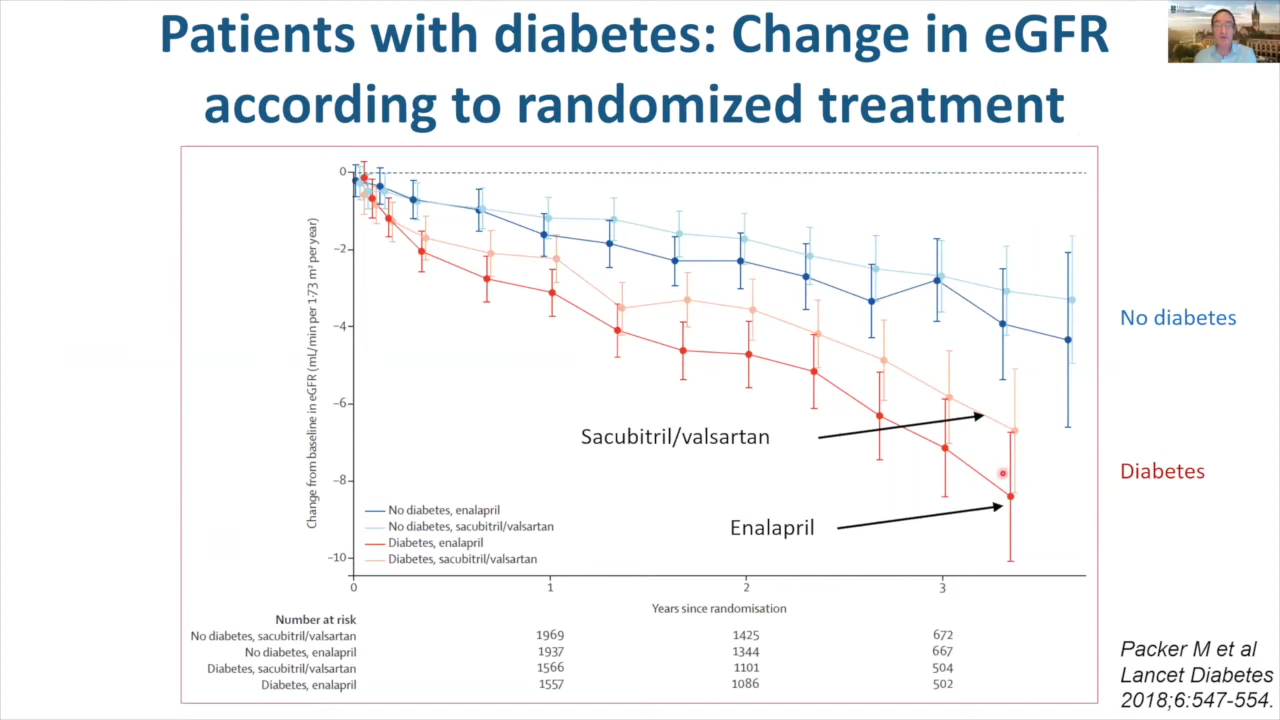 Patients with diabetes: Change in eGFR
according to randomized treatment
Change from baseline in eGFR (mL/min per 1·73 m² per year)
0
−2
−4
−6
−8
−10
Sacubitril/valsartan
Enalapril
No diabetes, enalapril
No diabetes, sacubitril/valsartan
Diabetes, enalapril
Diabetes, sacubitril/valsartan
0 1 2 3
Years since randomisation
Number at risk
No diabetes, sacubitril/valsartan 1969 1425 672
No diabetes, enalapril 1937 1344 667
Diabetes, sacubitril/valsartan 1566 1101 504
Diabetes, enalapril 1557 1086 502
No diabetes
Diabetes
Packer M et al
Lancet Diabetes
2018;6:547-554.